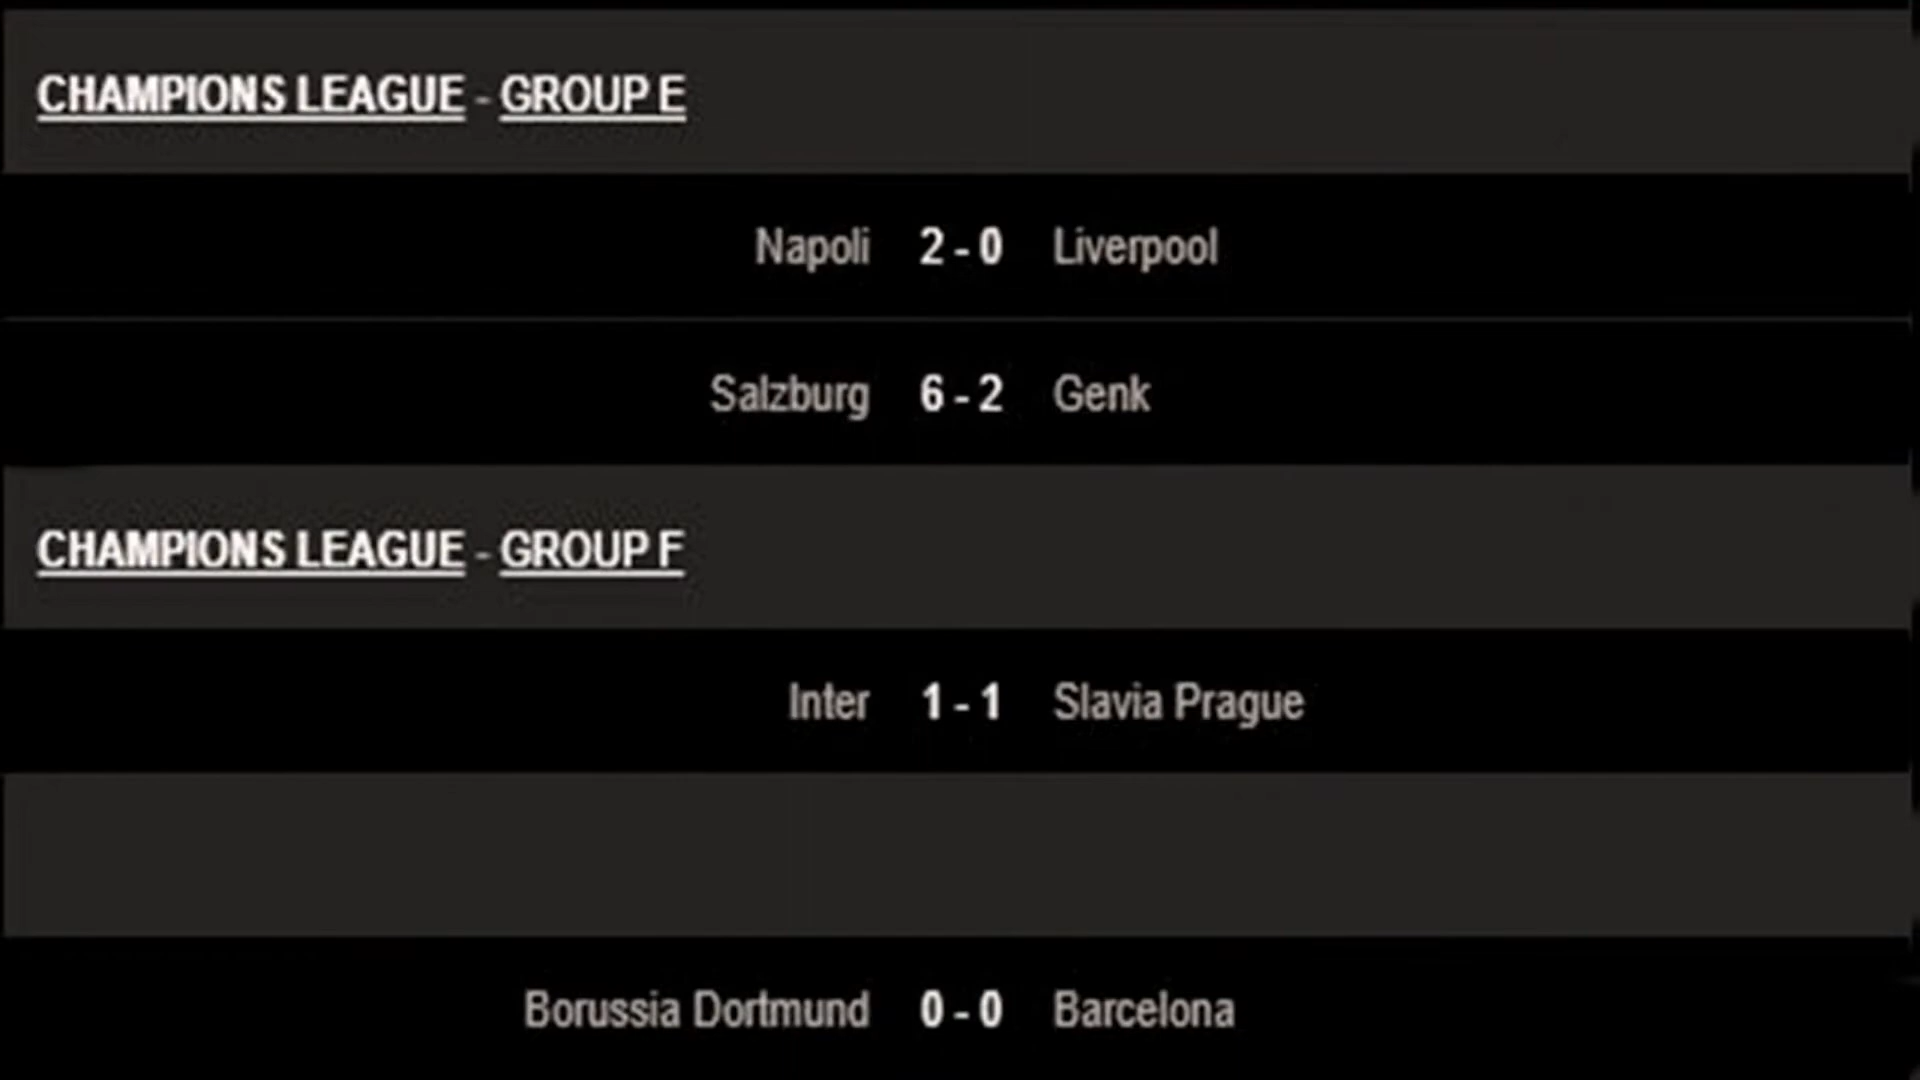 CHAMPIONS LEAGUE - GROUP E
Napoli 2 - 0 Liverpool
Salzburg 6 - 2 Genk
CHAMPIONS LEAGUE - GROUP F
Inter 1 - 1 Slavia Prague
Borussia Dortmund 0 - 0 Barcelona